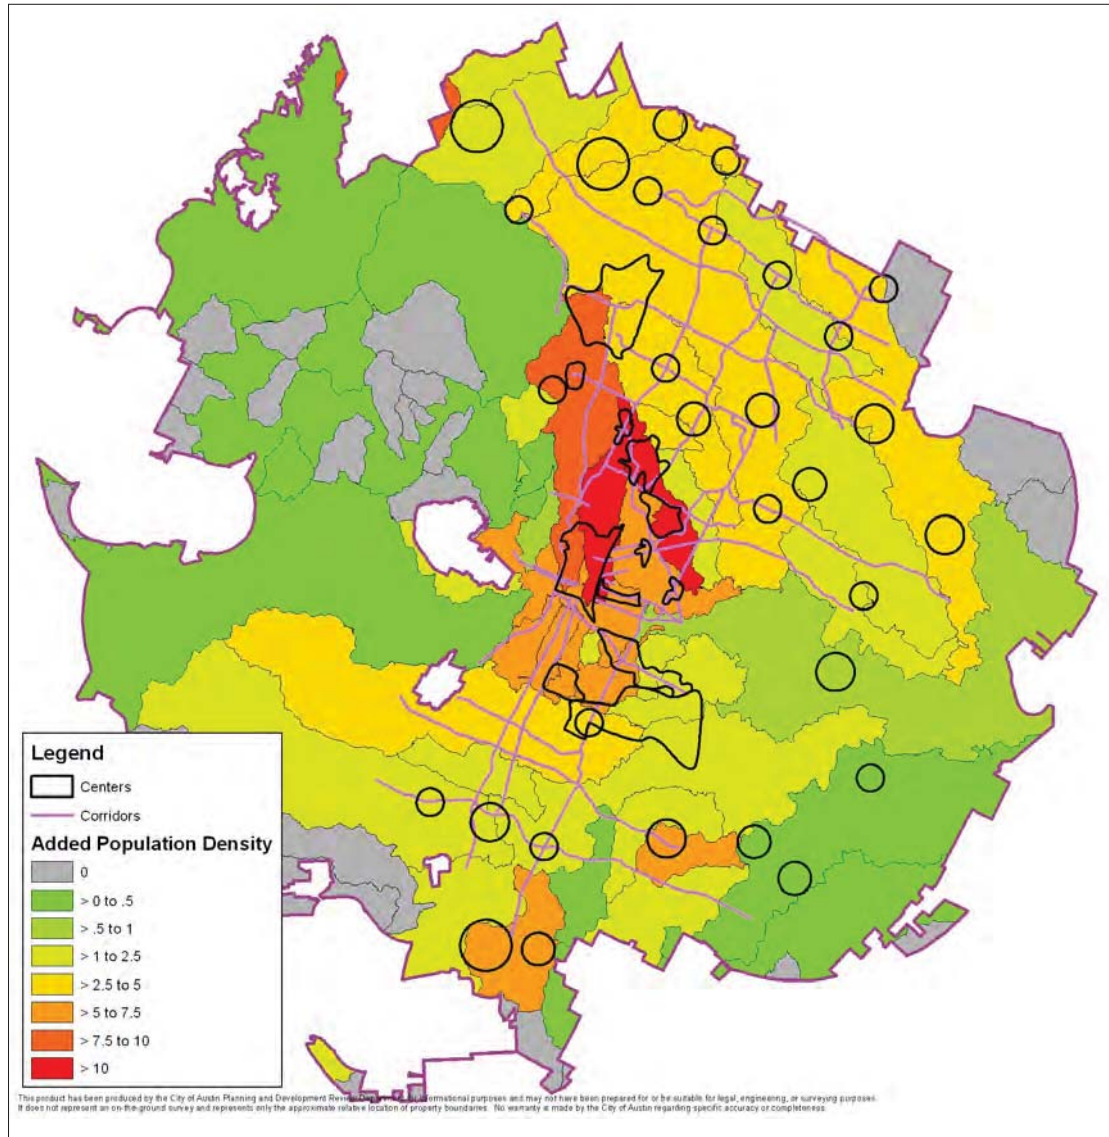 Legend
Centers
Corridors
Added Population Density
0
> 0 to .5
> .5 to 1
> 1 to 2.5
> 2.5 to 5
> 5 to 7.5
> 7.5 to 10
> 10
This product has been produced by the City of Austin Planning and Development Review informational purposes and may not have been prepared for or be suitable for legal, engineering, or surveying purposes.
It does not represent an on-the-ground survey and represents only the approximate relative location of property boundaries. No warranty is made by the City of Austin regarding specific accuracy or completeness.